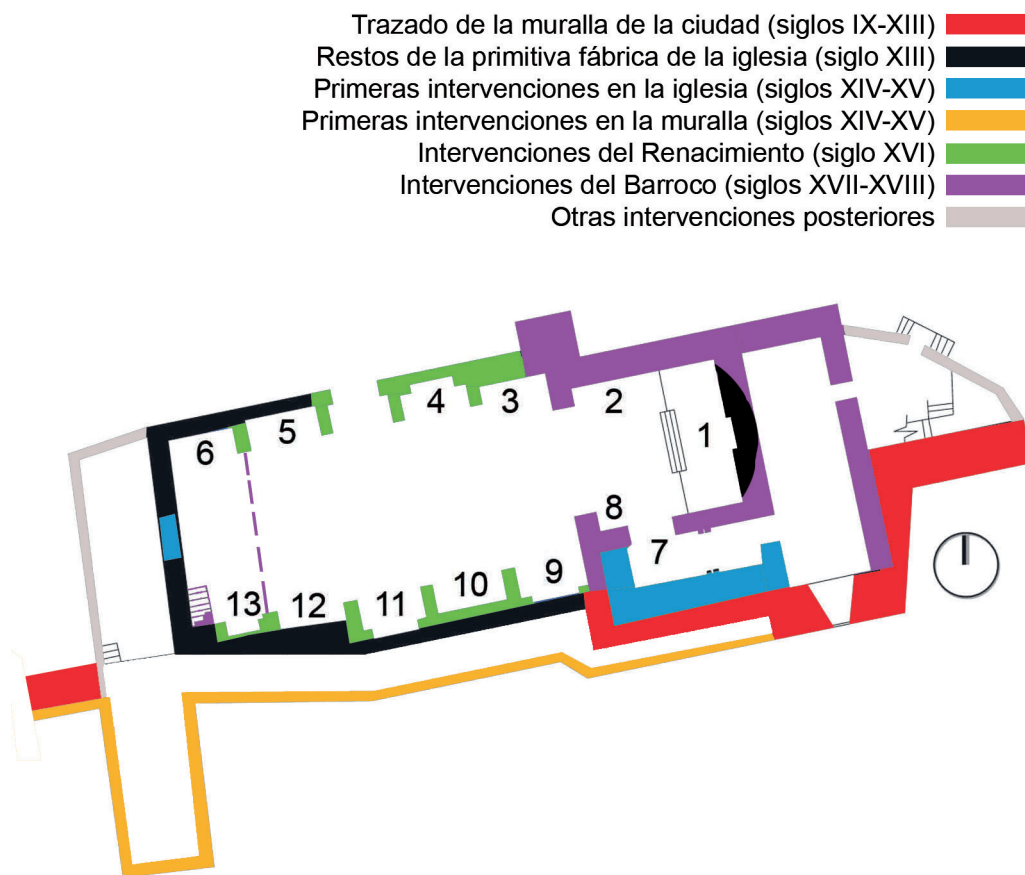 Trazado de la muralla de la ciudad (siglos IX-XIII)
Restos de la primitiva fábrica de la iglesia (siglo XIII)
Primeras intervenciones en la iglesia (siglos XIV-XV)
Primeras intervenciones en la muralla (siglos XIV-XV)
Intervenciones del Renacimiento (siglo XVI)
Intervenciones del Barroco (siglos XVII-XVIII)
Otras intervenciones posteriores
4
3
2
1
5
6
8
7
9
10
11
12
13